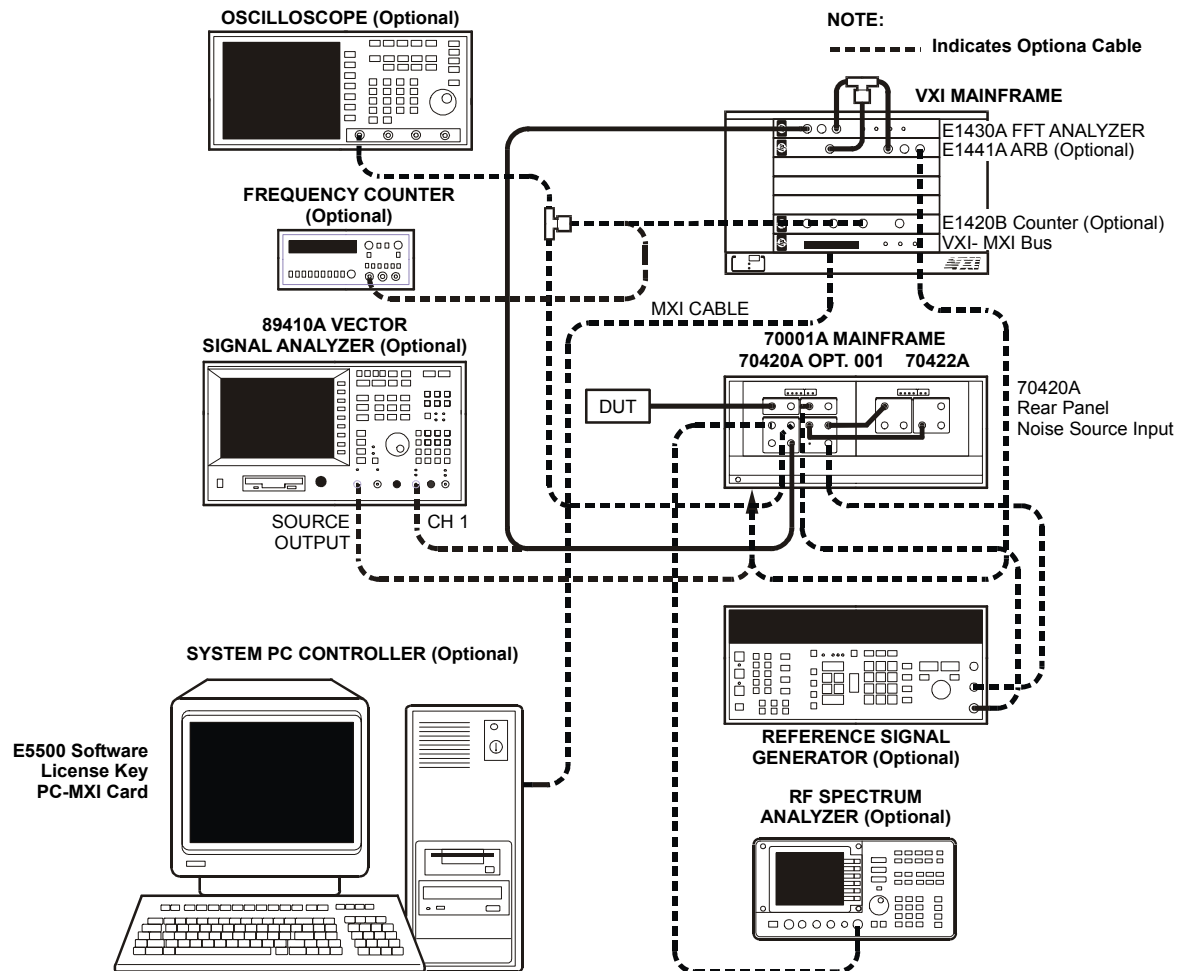 OSCILLOSCOPE (Optional)
NOTE:
Indicates Optiona Cable
VXI MAINFRAME
E1430A FFT ANALYZER
E1441A ARB (Optional)
FREQUENCY COUNTER
(Optional)
E1420B Counter (Optional)
VXI- MXI Bus
VXI
MXI CABLE
89410A VECTOR
SIGNAL ANALYZER (Optional)
70001A MAINFRAME
70420A OPT. 001 70422A
DUT
70420A
Rear Panel
Noise Source Input
SOURCE
OUTPUT
CH 1
SYSTEM PC CONTROLLER (Optional)
E5500 Software
License Key
PC-MXI Card
REFERENCE SIGNAL
GENERATOR (Optional)
RF SPECTRUM
ANALYZER (Optional)